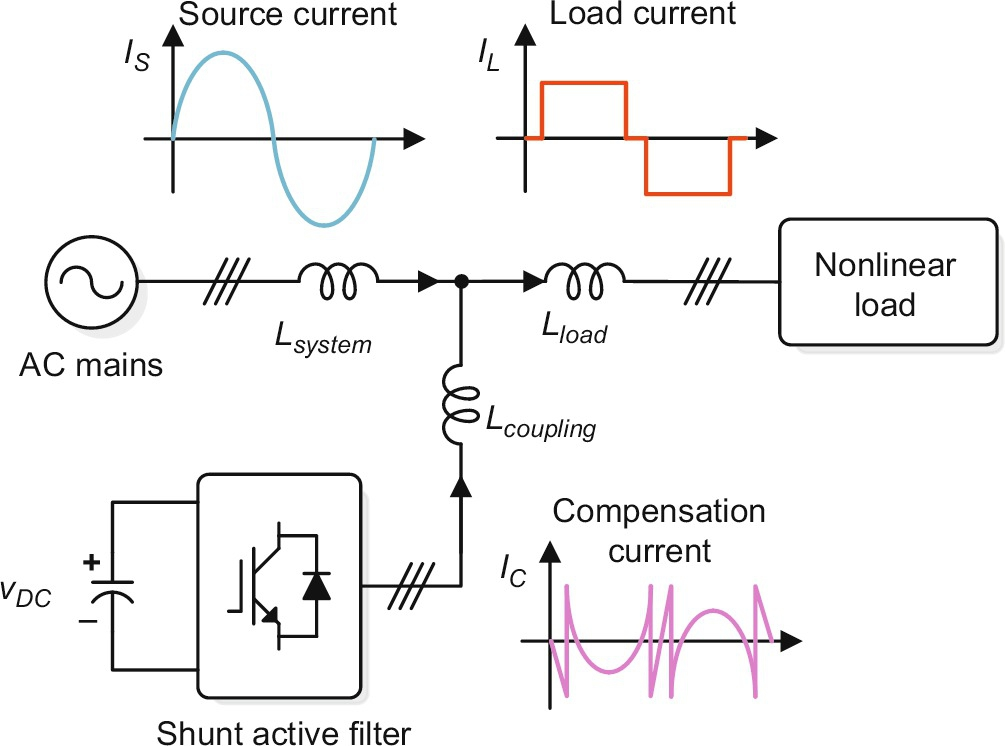 Source current
Load current
I_S
I_L
Nonlinear
load
L_system
L_load
AC mains
L_coupling
Compensation
current
I_C
+
v_DC
–
Shunt active filter